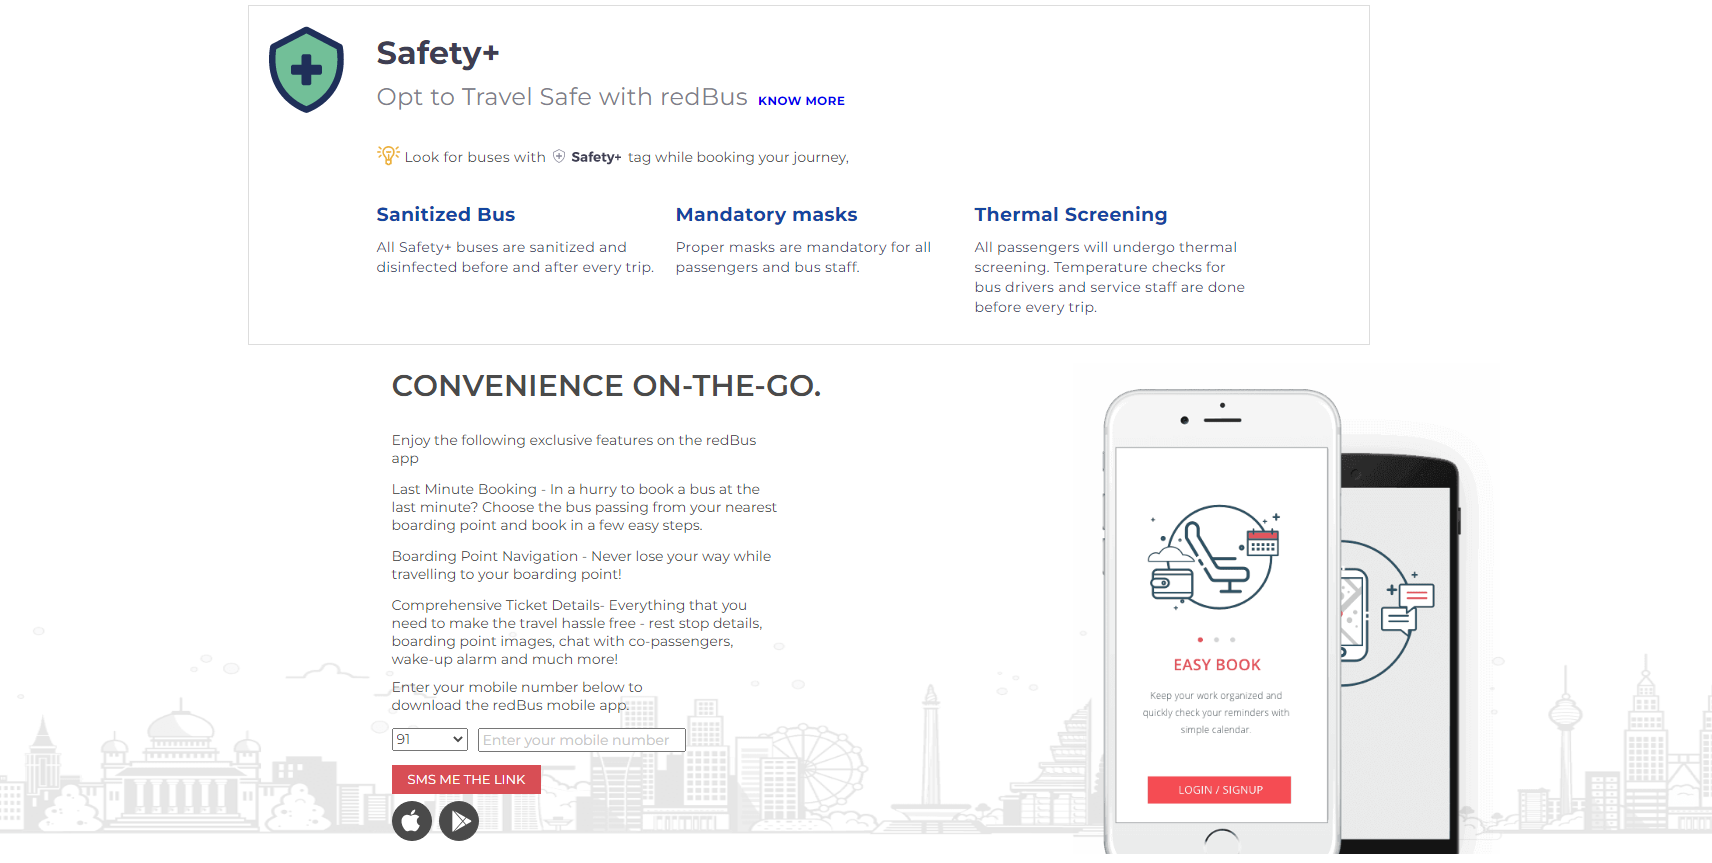 Safety+
Opt to Travel Safe with redBus KNOW MORE
Look for buses with Safety+ tag while booking your journey,
Sanitized Bus
All Safety+ buses are sanitized and
disinfected before and after every trip.
Mandatory masks
Proper masks are mandatory for all
passengers and bus staff.
Thermal Screening
All passengers will undergo thermal
screening. Temperature checks for
bus drivers and service staff are done
before every trip.
CONVENIENCE ON-THE-GO.
Enjoy the following exclusive features on the redBus
app
Last Minute Booking - In a hurry to book a bus at the
last minute? Choose the bus passing from your nearest
boarding point and book in a few easy steps.
Boarding Point Navigation - Never lose your way while
travelling to your boarding point!
Comprehensive Ticket Details- Everything that you
need to make the travel hassle free - rest stop details,
boarding point images, chat with co-passengers,
wake-up alarm and much more!
Enter your mobile number below to
download the redBus mobile app.
91
Enter your mobile number
SMS ME THE LINK
EASY BOOK
Keep your work organized and
quickly check your reminders with
simple calendar.
LOGIN / SIGNUP